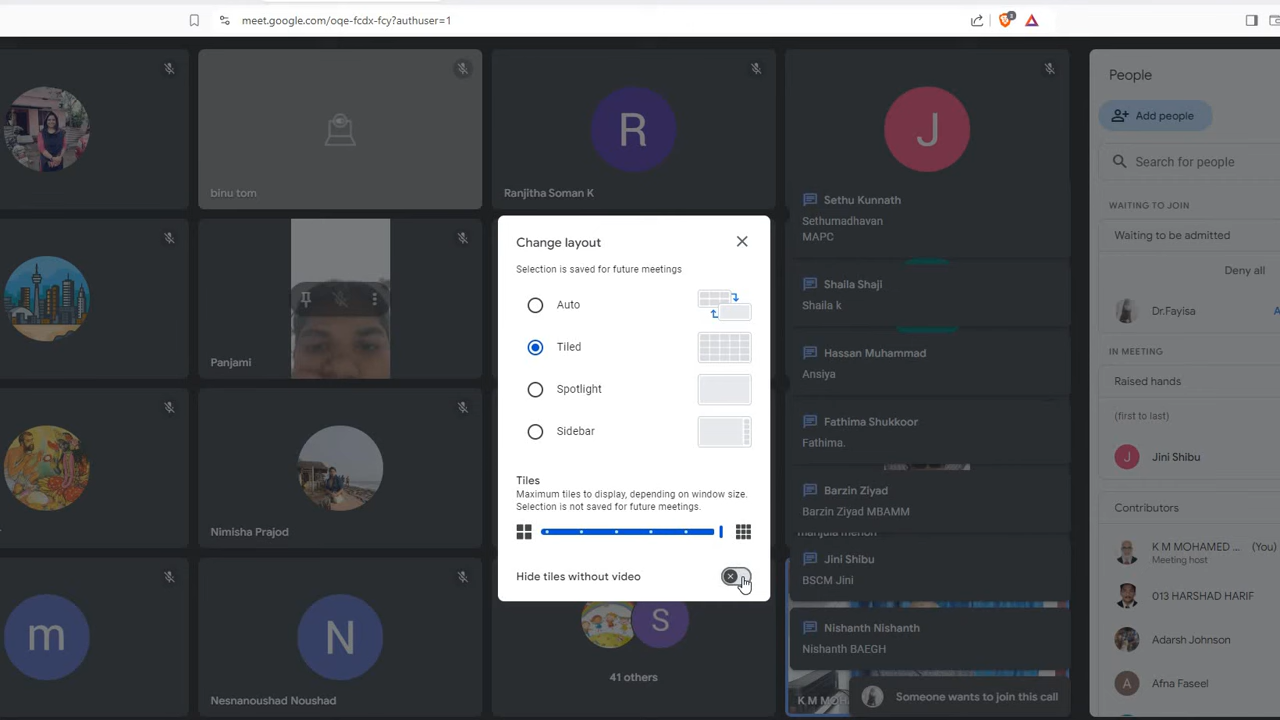 meet.google.com/oqe-fcdx-fcy?authuser=1
3
binu tom
R
Ranjitha Soman K
J
Sethu Kunnath
Sethumadhavan
MAPC
Shaila Shaji
Shaila k
Hassan Muhammad
Ansiya
Fathima Shukkoor
Fathima.
Barzin Ziyad
Barzin Ziyad MBAMM
manjula menon
Jini Shibu
BSCM Jini
Nishanth Nishanth
Nishanth BAEGH
K M MOH
Someone wants to join this call
Panjami
Nimisha Prajod
m
N
Nesnanoushad Noushad
S
41 others
Change layout
Selection is saved for future meetings
Auto
Tiled
Spotlight
Sidebar
Tiles
Maximum tiles to display, depending on window size.
Selection is not saved for future meetings.
Hide tiles without video
People
Add people
Search for people
WAITING TO JOIN
Waiting to be admitted
Deny all
Dr.Fayisa
A
IN MEETING
Raised hands
(first to last)
J
Jini Shibu
Contributors
K M MOHAMED ... (You)
Meeting host
013 HARSHAD HARIF
Adarsh Johnson
A
Afna Faseel